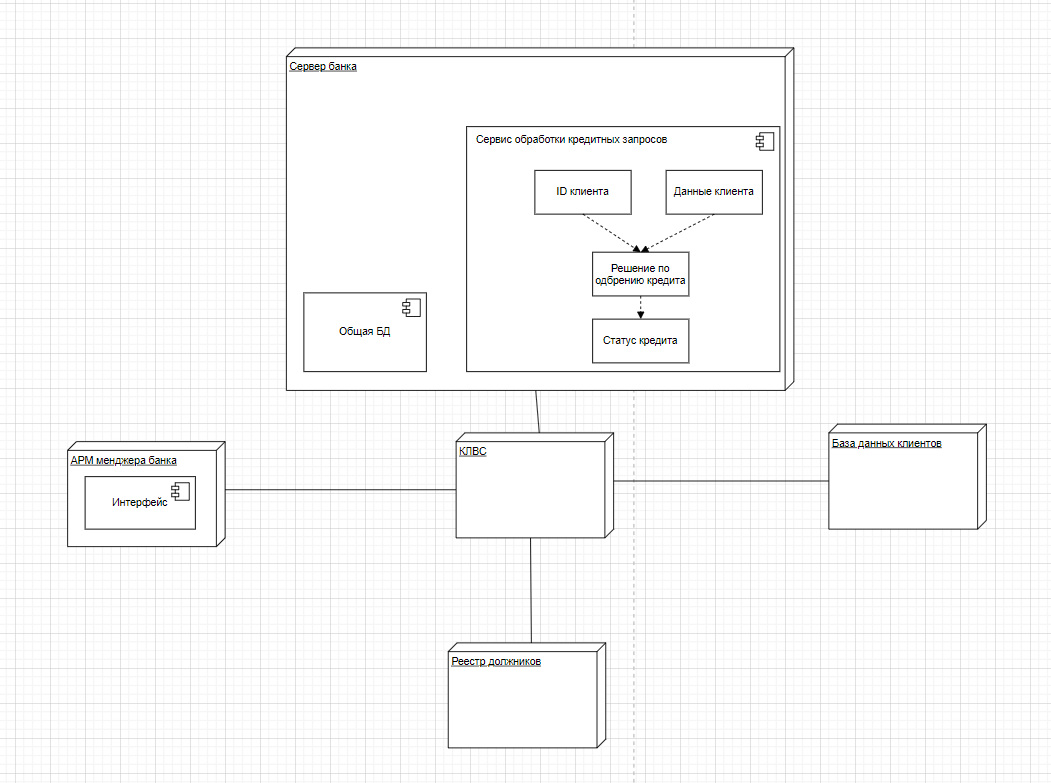 Сервер банка
Сервис обработки кредитных запросов
ID клиента
Данные клиента
Решение по
одбрению кредита
Общая БД
Статус кредита
АРМ менджера банка
Интерфейс
КЛВС
База данных клиентов
Реестр должников